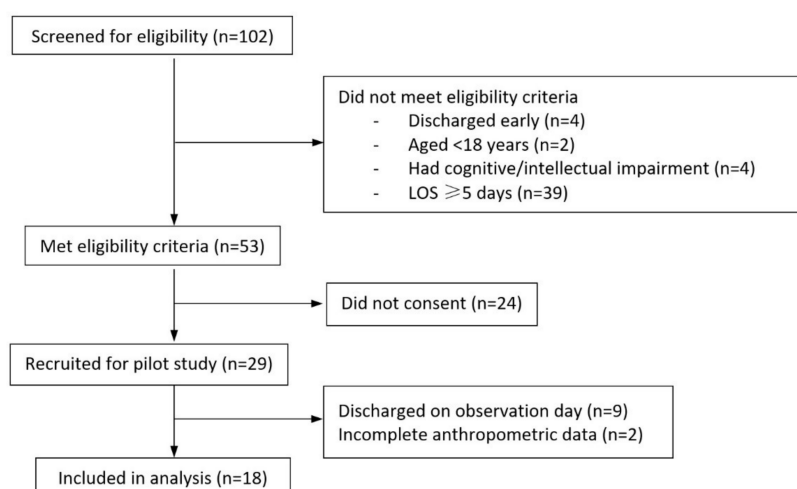 Screened for eligibility (n=102)
Did not meet eligibility criteria
- Discharged early (n=4)
- Aged <18 years (n=2)
- Had cognitive/intellectual impairment (n=4)
- LOS ⩾5 days (n=39)
Met eligibility criteria (n=53)
Did not consent (n=24)
Recruited for pilot study (n=29)
Discharged on observation day (n=9)
Incomplete anthropometric data (n=2)
Included in analysis (n=18)